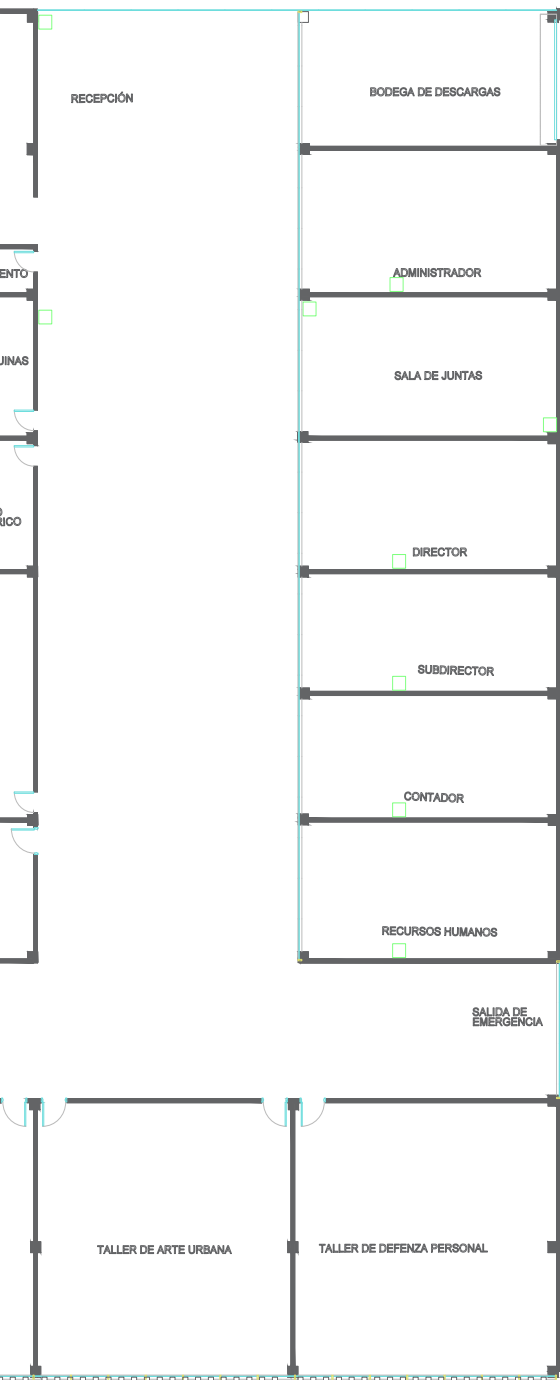 RECEPCIÓN
BODEGA DE DESCARGAS
ENTO
ADMINISTRADOR
UINAS
SALA DE JUNTAS
RICO
DIRECTOR
SUBDIRECTOR
CONTADOR
RECURSOS HUMANOS
SALIDA DE
EMERGENCIA
TALLER DE ARTE URBANA
TALLER DE DEFENZA PERSONAL